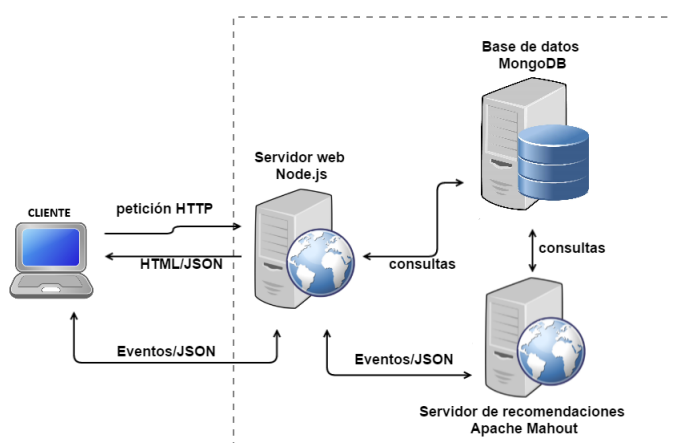 Base de datos
MongoDB
Servidor web
Node.js
CLIENTE
petición HTTP
HTML/JSON
consultas
consultas
Eventos/JSON
Eventos/JSON
Servidor de recomendaciones
Apache Mahout